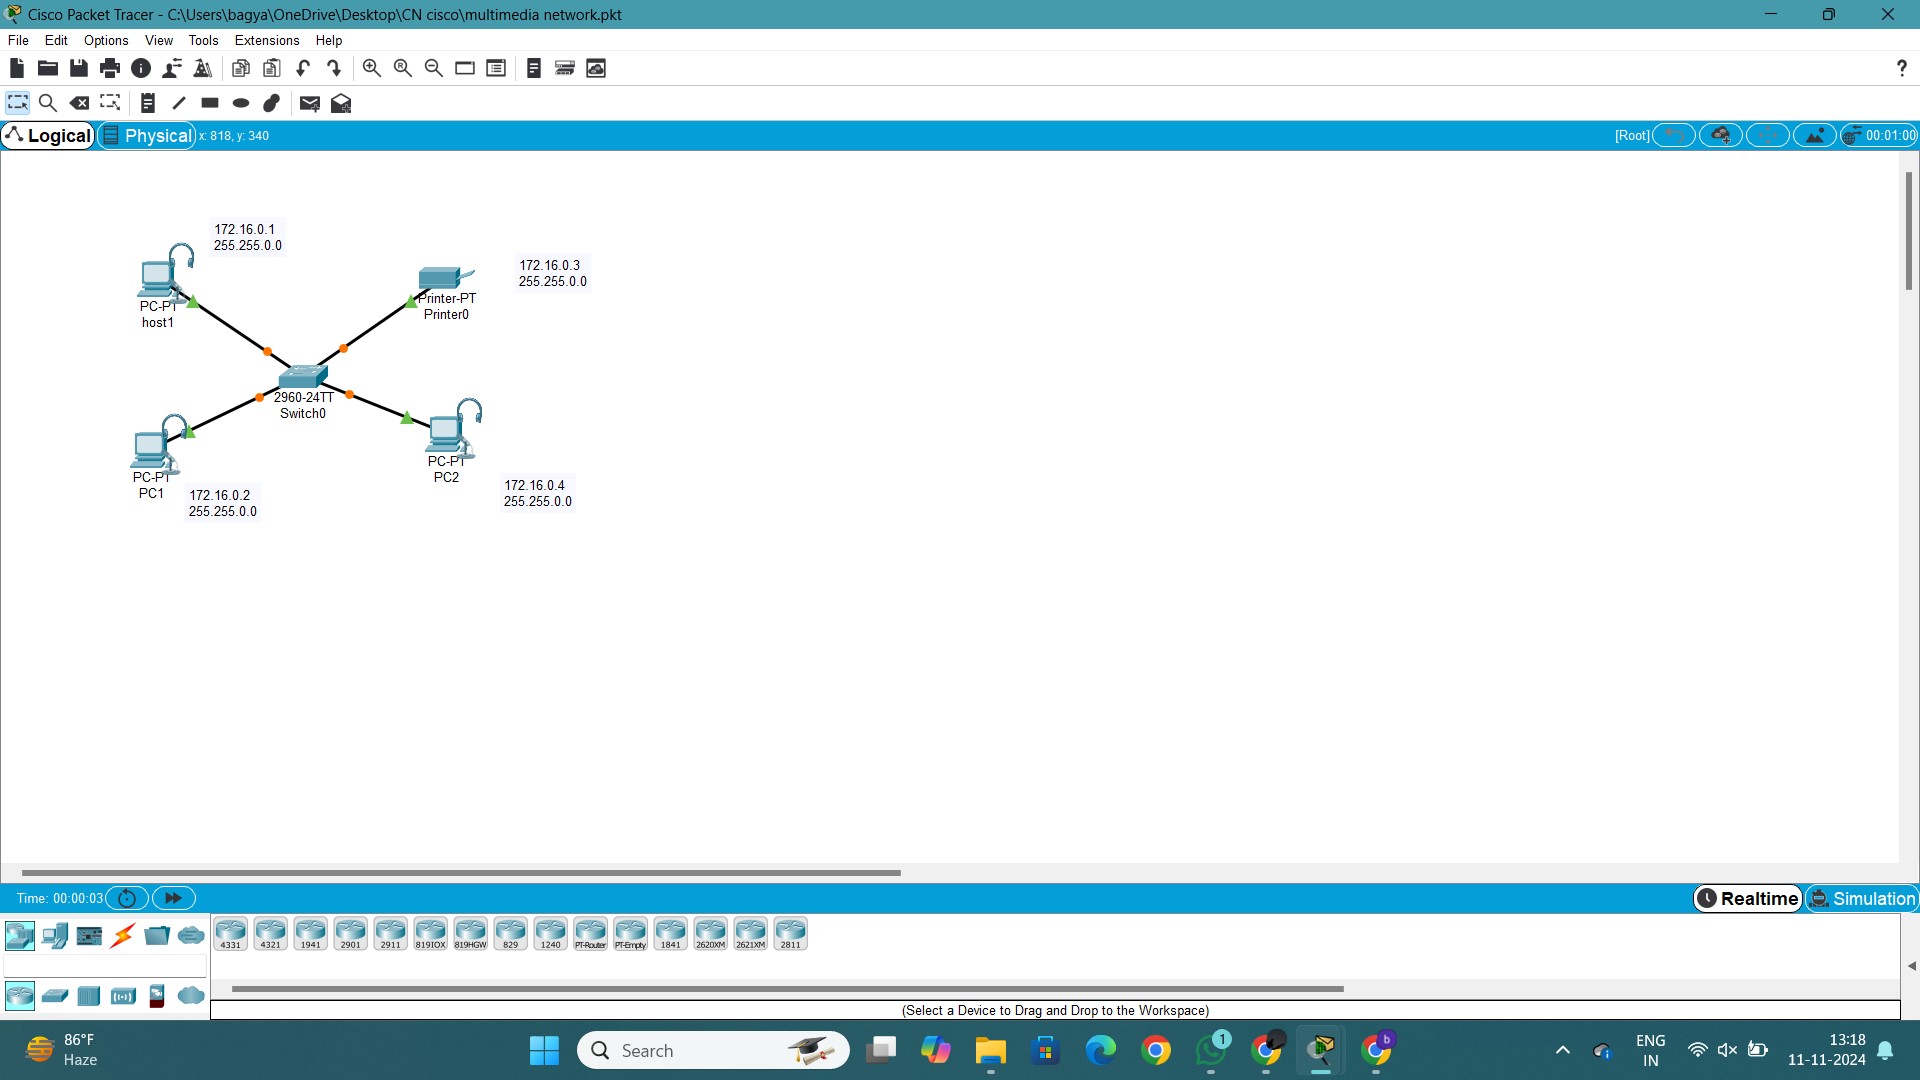 Cisco Packet Tracer - C:\Users\bagya\OneDrive\Desktop\CN cisco\multimedia network.pkt
File Edit Options View Tools Extensions Help
?
Logical Physical x: 818, y: 340 [Root] 00:01:00
172.16.0.1
255.255.0.0
172.16.0.3
255.255.0.0
PC-PT
host1
Printer-PT
Printer0
2960-24TT
Switch0
PC-PT
PC1
PC-PT
PC2
172.16.0.2
255.255.0.0
172.16.0.4
255.255.0.0
Time: 00:00:03 Realtime Simulation
4331 4321 1941 2901 2911 819IOX 819HGW 829 1240 PT-Router PT-Empty 1841 2620XM 2621XM 2811
(Select a Device to Drag and Drop to the Workspace)
86°F
Haze
Search
1
b
ENG
IN
13:18
11-11-2024